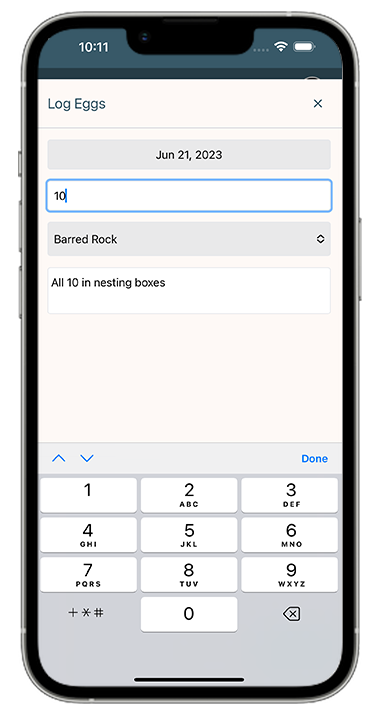 10:11
Log Eggs
×
Jun 21, 2023
10
Barred Rock
All 10 in nesting boxes
Done
1
2
ABC
3
DEF
4
GHI
5
JKL
6
MNO
7
PQRS
8
TUV
9
WXYZ
+*#
0